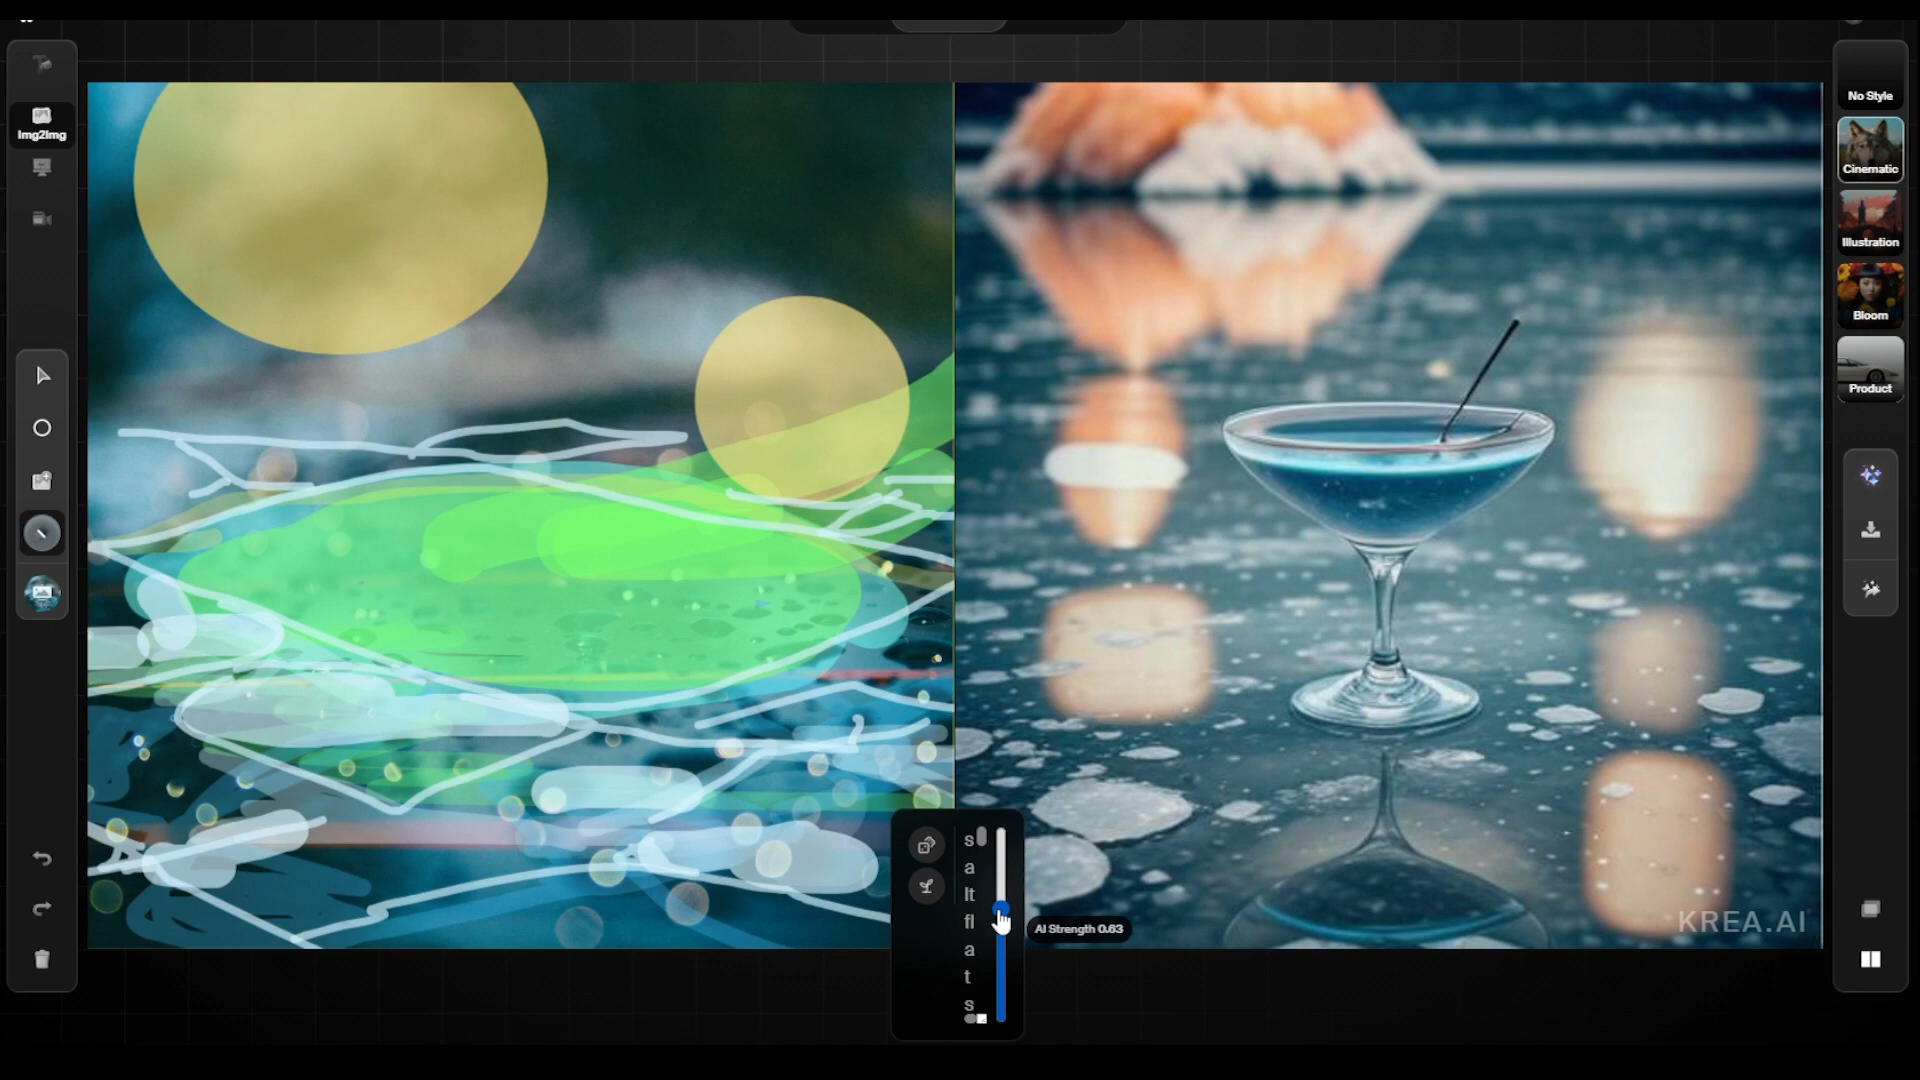 Img2Img
No Style
Cinematic
Illustration
Bloom
Product
s
a
lt
fl
a
t
s
AI Strength 0.63
KREA.AI